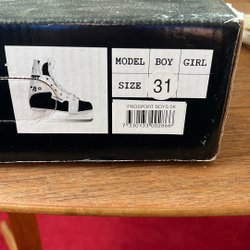 MODEL BOY GIRL
SIZE 31
PROSPORT BOYS SK